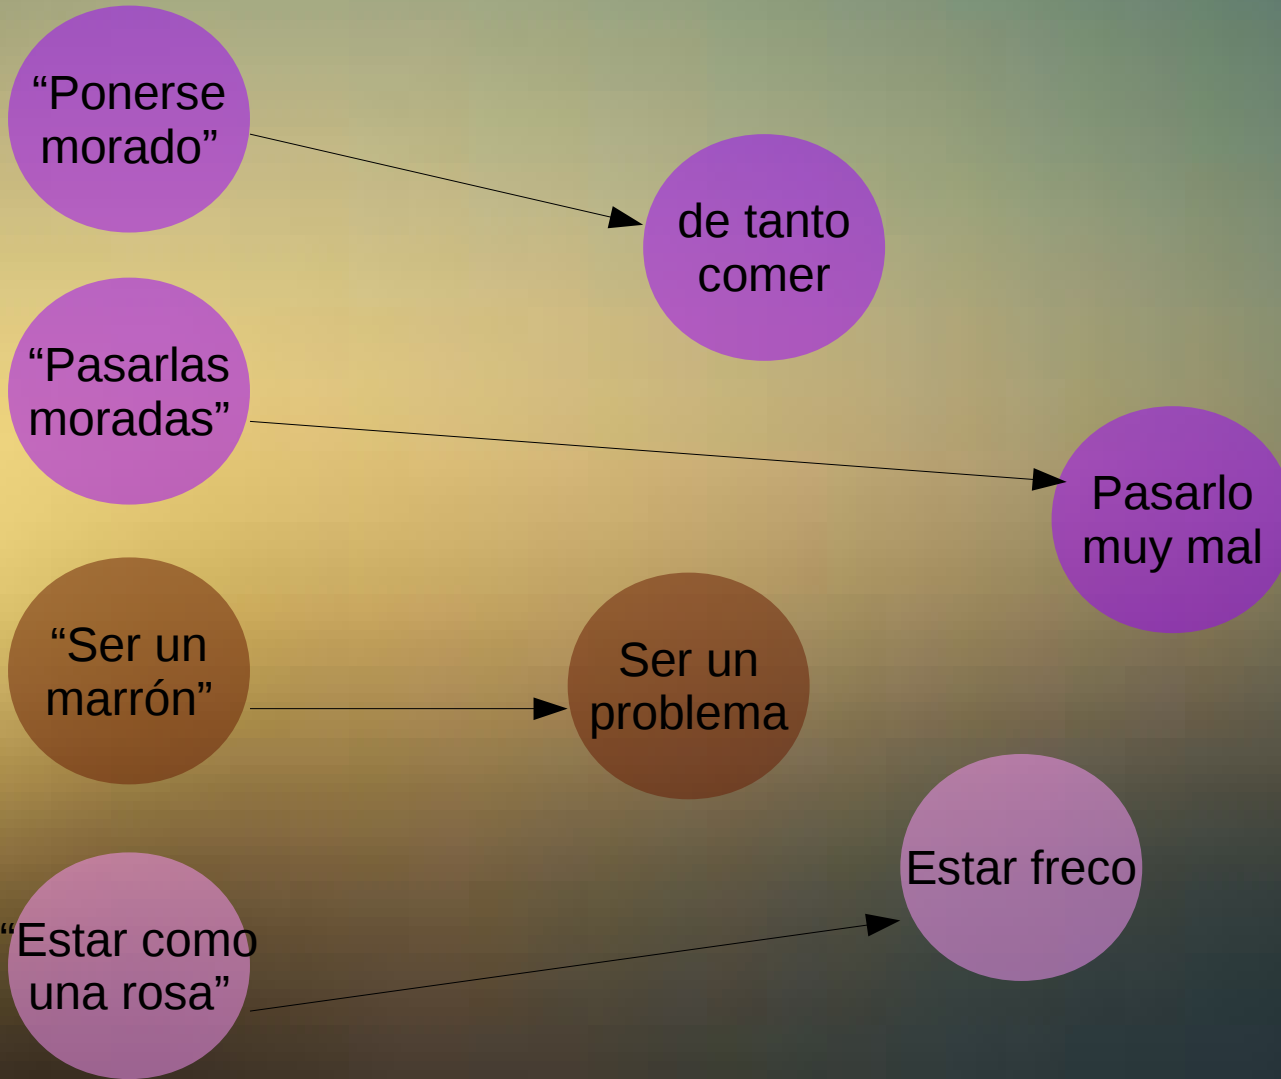 “Ponerse
morado”
de tanto
comer
“Pasarlas
moradas”
Pasarlo
muy mal
“Ser un
marrón”
Ser un
problema
“Estar como
una rosa”
Estar freco